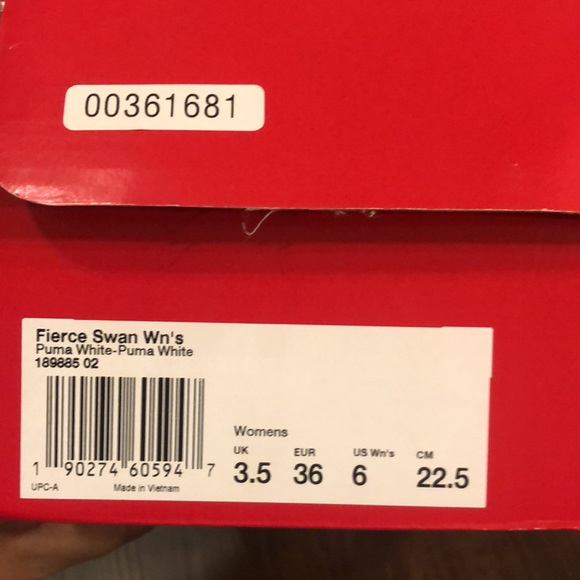 00361681
Fierce Swan Wn's
Puma White-Puma White
189885 02
1 90274 60594 7
UPC-A Made in Vietnam
Womens
UK EUR US Wn's CM
3.5 36 6 22.5